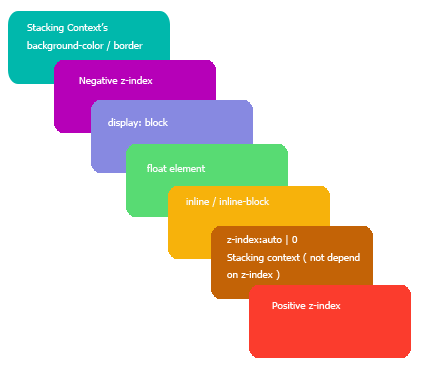 Stacking Context's
background-color / border
Negative z-index
display: block
float element
inline / inline-block
z-index:auto | 0
Stacking context ( not depend
on z-index )
Positive z-index